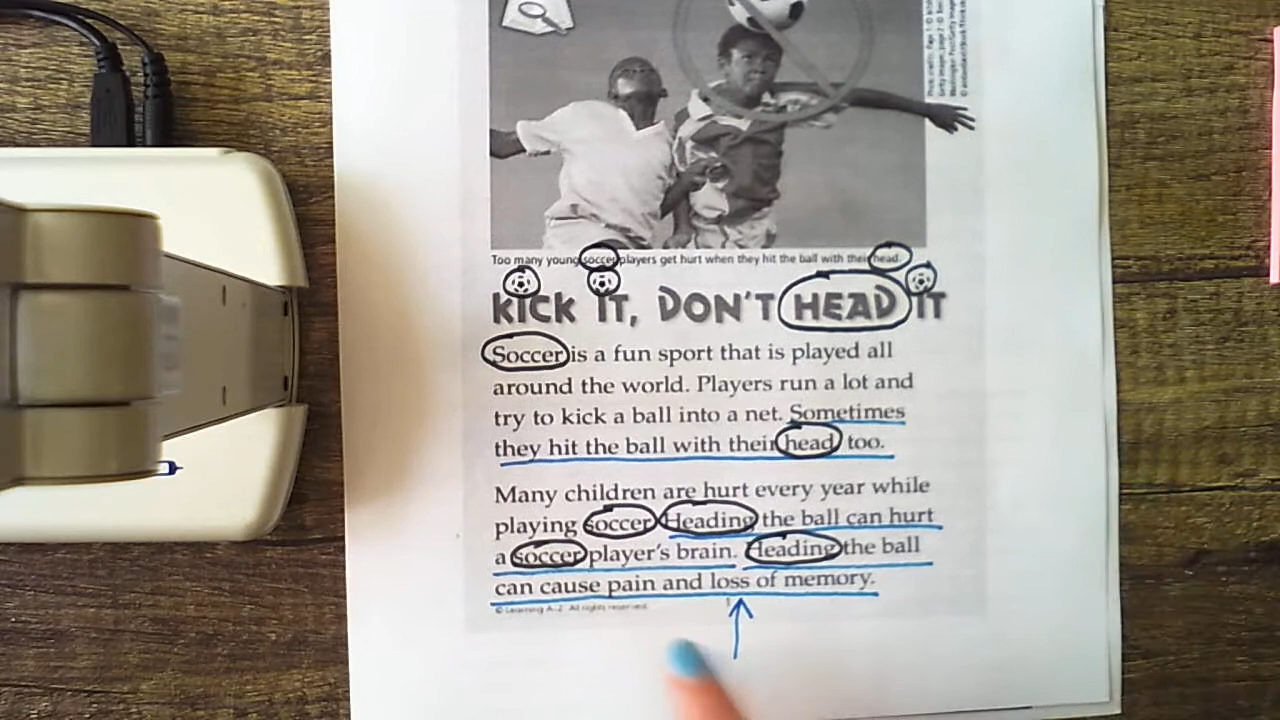 Too many young soccer players get hurt when they hit the ball with their head.
KICK IT, DON'T HEAD IT
Soccer is a fun sport that is played all
around the world. Players run a lot and
try to kick a ball into a net. Sometimes
they hit the ball with their head, too.
Many children are hurt every year while
playing soccer. Heading the ball can hurt
a soccer player's brain. Heading the ball
can cause pain and loss of memory.
© Learning A-Z All rights reserved.